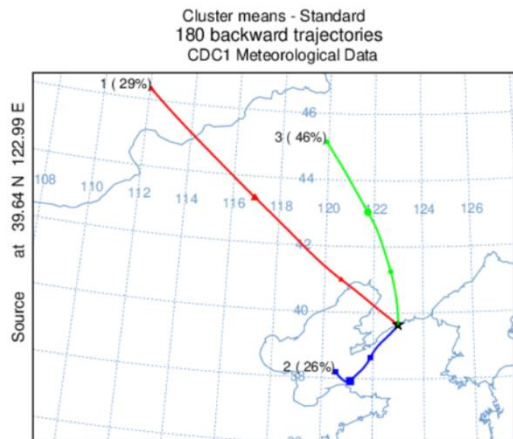 Cluster means - Standard
180 backward trajectories
CDC1 Meteorological Data
Source at 39.64 N 122.99 E
1 ( 29%)
46
3 ( 46%)
44
108 110 112 114 116 118 120 122 124 126
42
40
2 ( 26%)
38